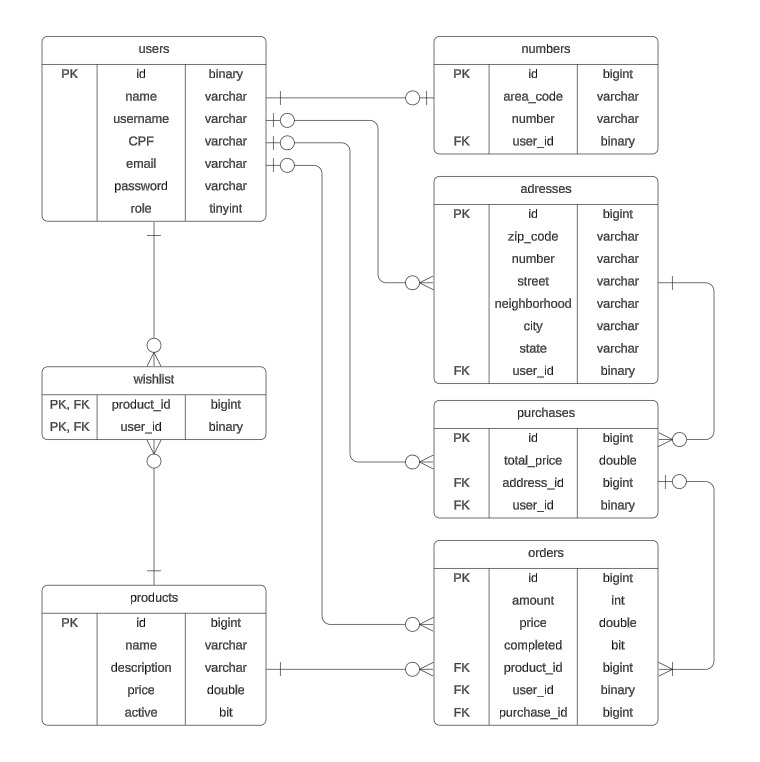 users
PK id binary
name varchar
username varchar
CPF varchar
email varchar
password varchar
role tinyint
numbers
PK id bigint
area_code varchar
number varchar
FK user_id binary
adresses
PK id bigint
zip_code varchar
number varchar
street varchar
neighborhood varchar
city varchar
state varchar
FK user_id binary
wishlist
PK, FK product_id bigint
PK, FK user_id binary
purchases
PK id bigint
total_price double
FK address_id bigint
FK user_id binary
products
PK id bigint
name varchar
description varchar
price double
active bit
orders
PK id bigint
amount int
price double
completed bit
FK product_id bigint
FK user_id binary
FK purchase_id bigint